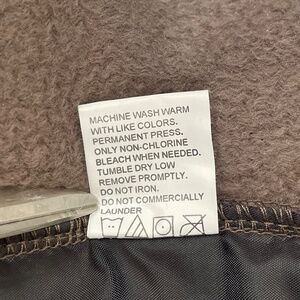 MACHINE WASH WARM
WITH LIKE COLORS.
PERMANENT PRESS.
ONLY NON-CHLORINE
BLEACH WHEN NEEDED.
TUMBLE DRY LOW
REMOVE PROMPTLY.
DO NOT IRON.
DO NOT COMMERCIALLY
LAUNDER